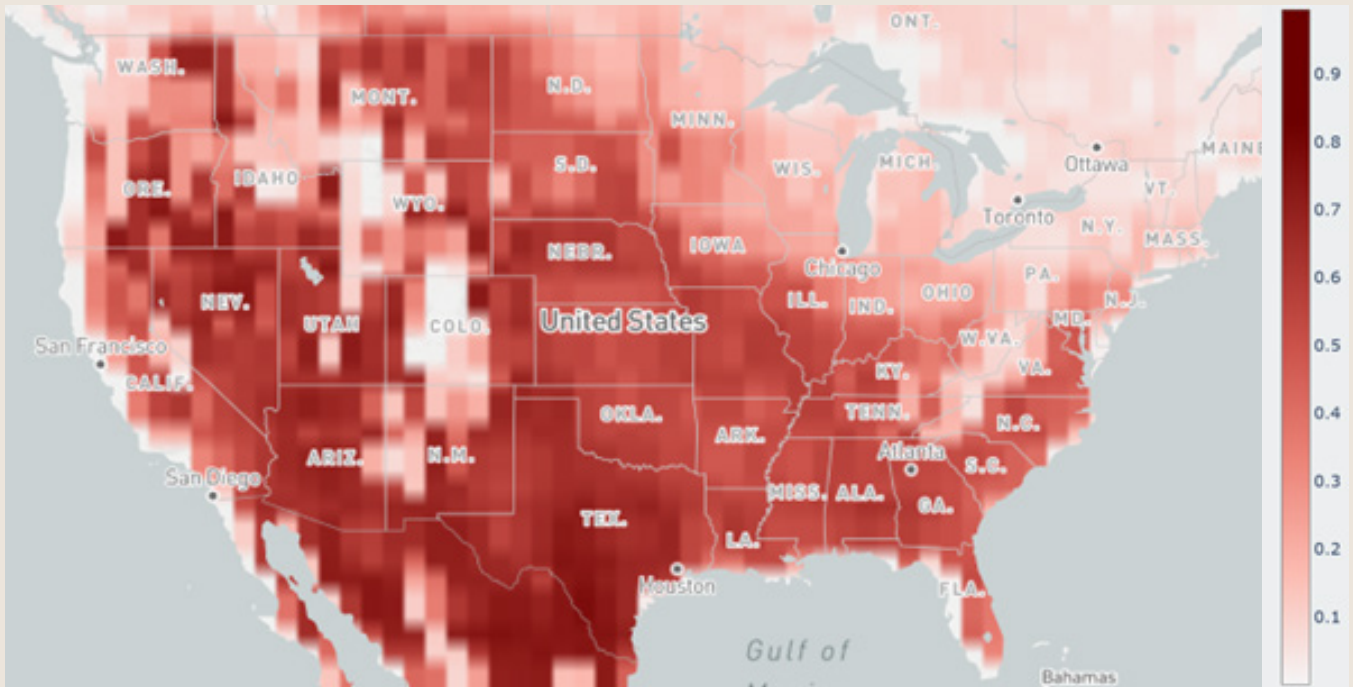 ONT.
WASH.
MONT.
N.D.
MINN.
Ottawa
MAINE
ORE.
IDAHO
WYO.
S.D.
WIS.
MICH.
VT.
Toronto
N.Y.
MASS.
NEBR.
IOWA
Chicago
PA.
NEV.
UTAH
COLO.
United States
ILL.
IND.
OHIO
N.J.
MD.
San Francisco
CALIF.
W.VA.
VA.
KY.
OKLA.
TENN.
N.C.
ARIZ.
N.M.
ARK.
Atlanta
S.C.
San Diego
TEX.
MISS.
ALA.
GA.
LA.
Houston
FLA.
Gulf of
Bahamas
0.9
0.8
0.7
0.6
0.5
0.4
0.3
0.2
0.1